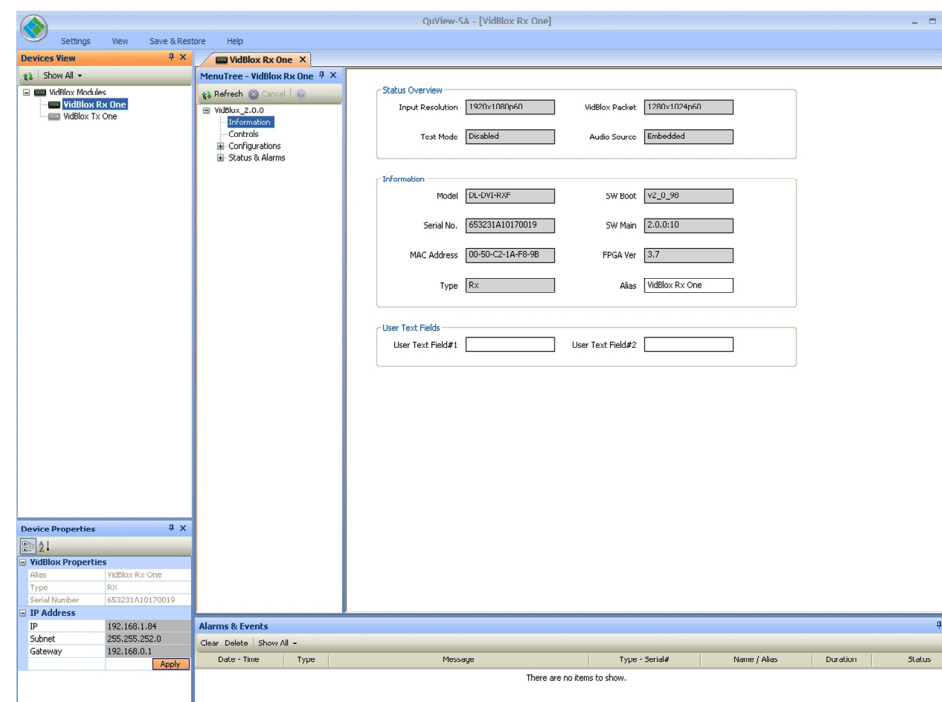 QuView-SA - [VidBlox Rx One]
Settings View Save & Restore Help
Devices View
Show All
VidBlox Modules
VidBlox Rx One
VidBlox Tx One
VidBlox Rx One X
MenuTree - VidBlox Rx One
Refresh Cancel
VidBlux_2.0.0
Information
Controls
Configurations
Status & Alarms
Status Overview
Input Resolution 1920x1080p60 VidBlox Packet 1280x1024p60
Test Mode Disabled Audio Source Embedded
Information
Model DL-DVI-RXF SW Boot v2_0_98
Serial No. 653231A10170019 SW Main 2.0.0:10
MAC Address 00-50-C2-1A-F8-9B FPGA Ver 3.7
Type Rx Alias VidBlox Rx One
User Text Fields
User Text Field#1 User Text Field#2
Device Properties
VidBlox Properties
Alias VidBlox Rx One
Type RX
Serial Number 653231A10170019
IP Address
IP 192.168.1.84
Subnet 255.255.252.0
Gateway 192.168.0.1
Apply
Alarms & Events
Clear Delete Show All
Date - Time Type Message Type - Serial# Name / Alias Duration Status
There are no items to show.